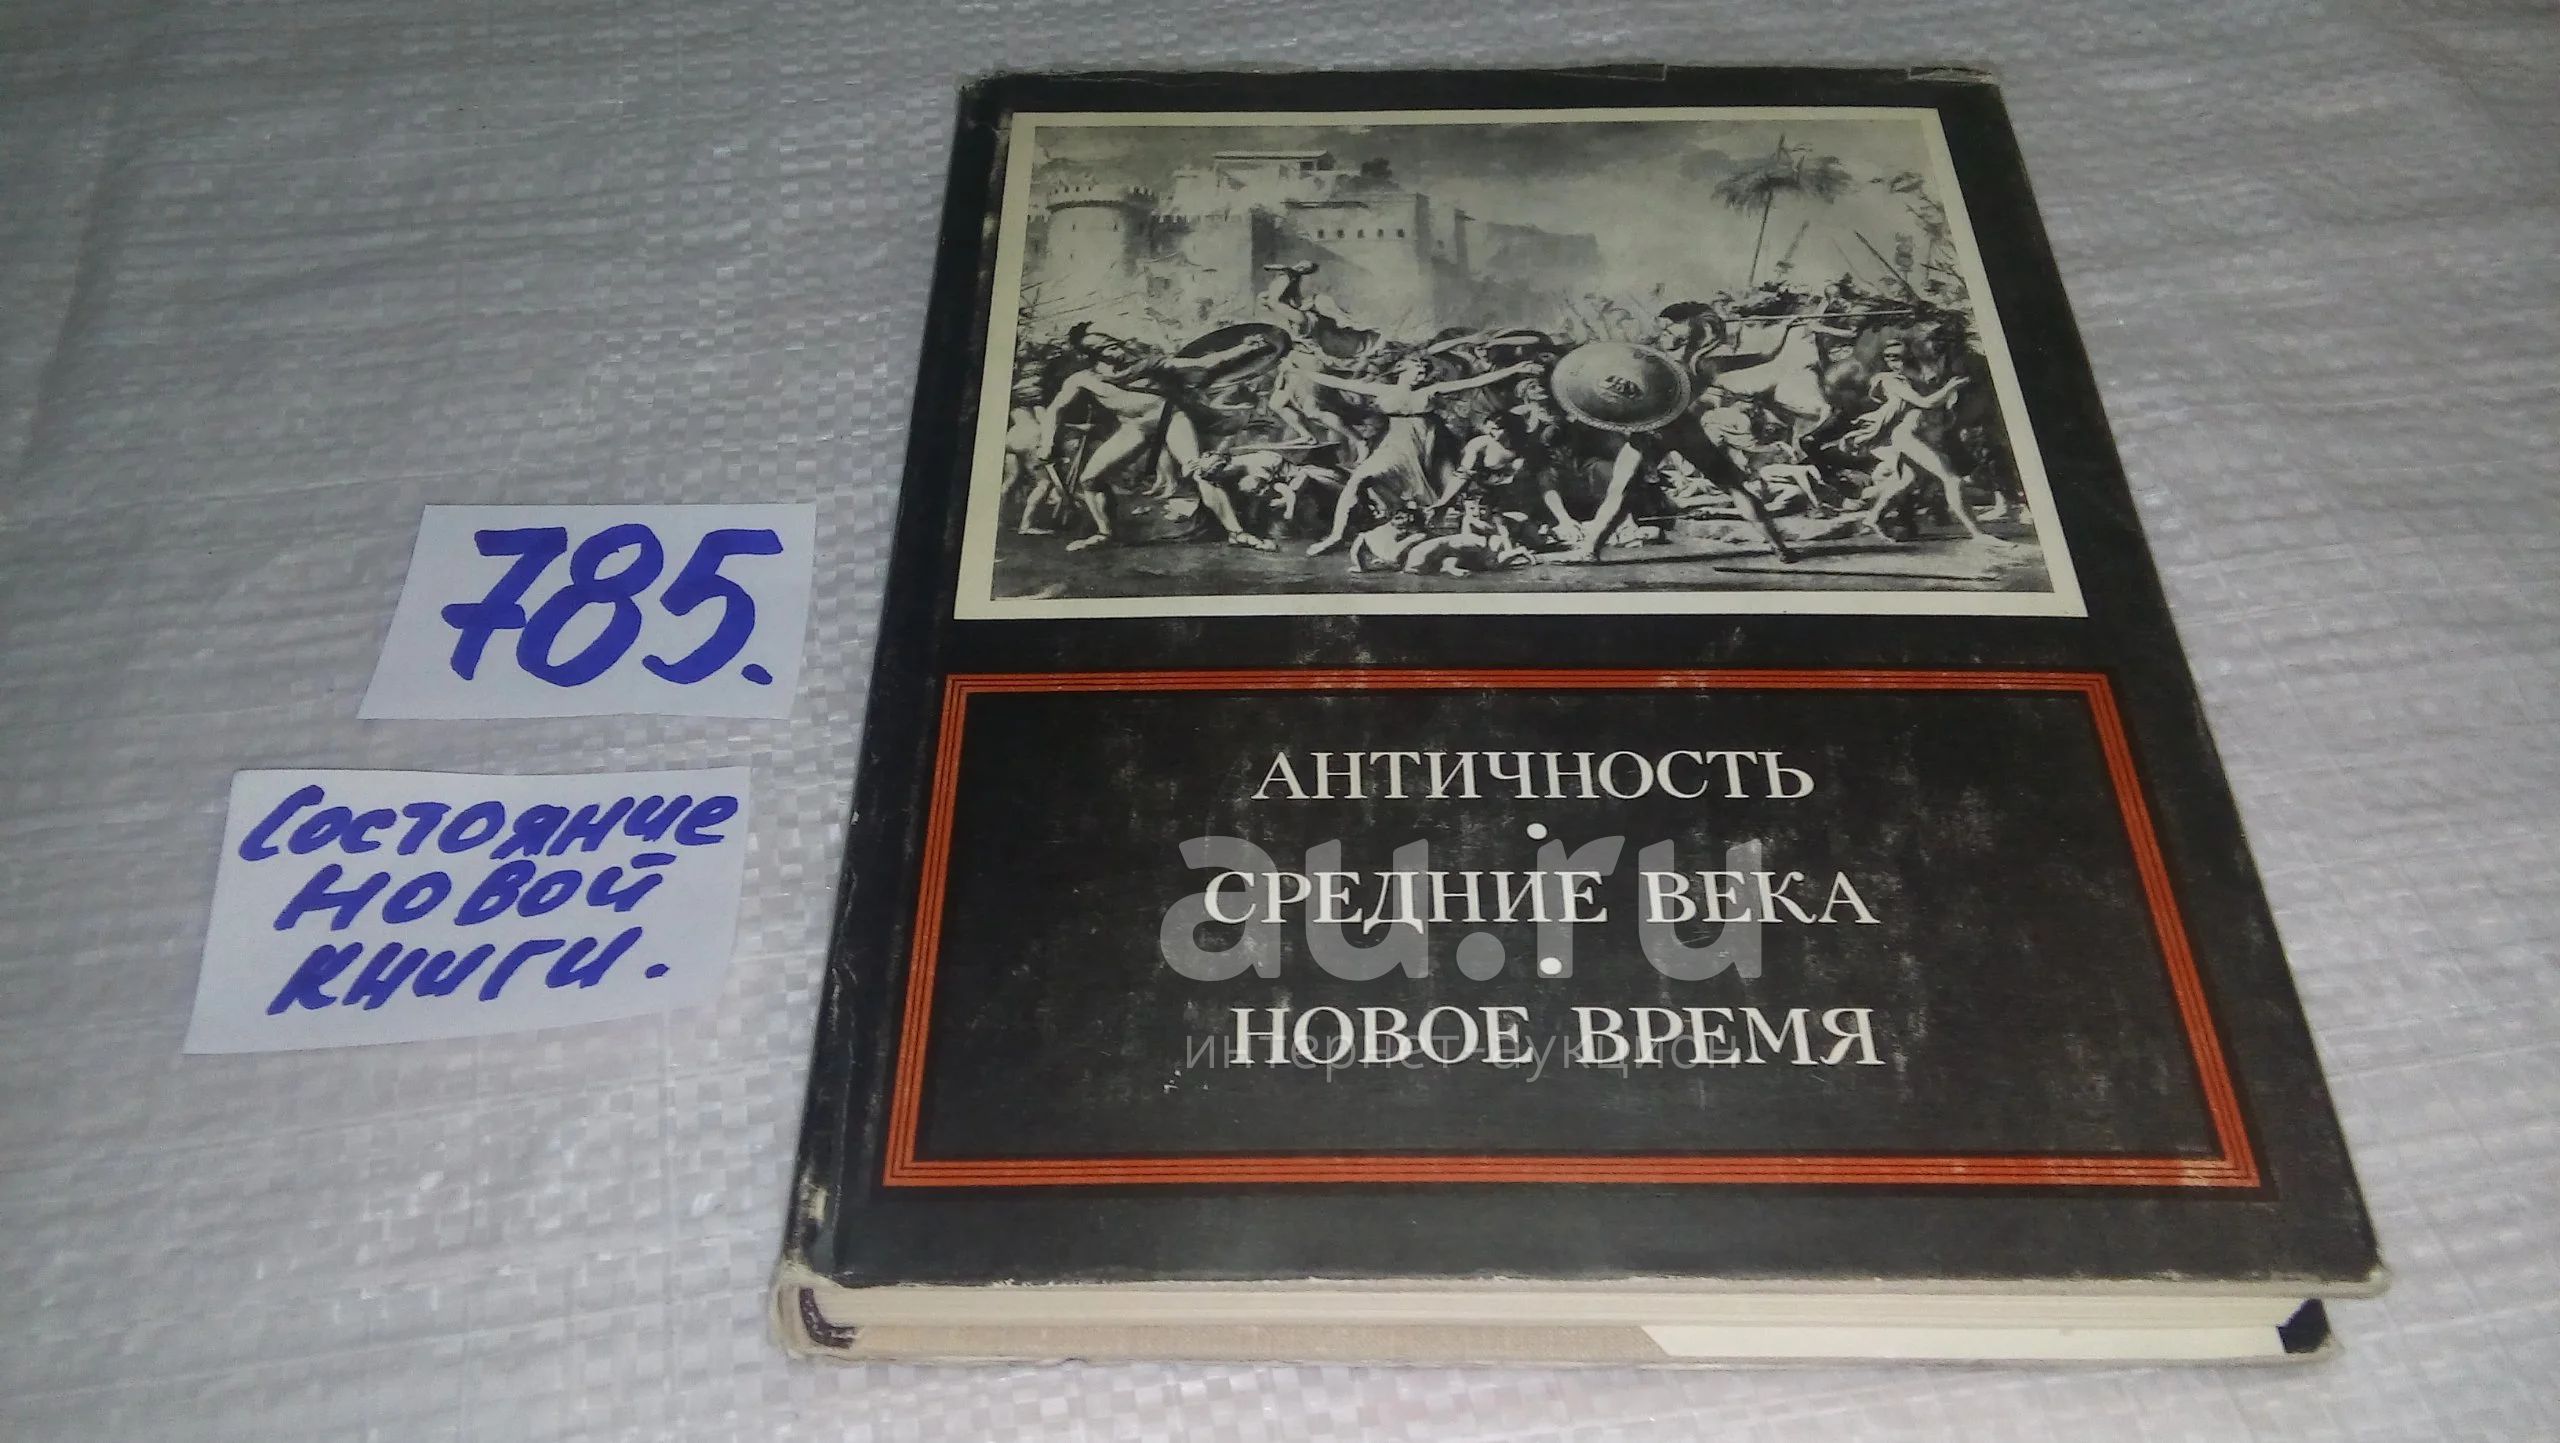 785.
Состояние
новой
книги.
АНТИЧНОСТЬ
•
СРЕДНИЕ ВЕКА
•
НОВОЕ ВРЕМЯ
au.ru
интернет-аукцион